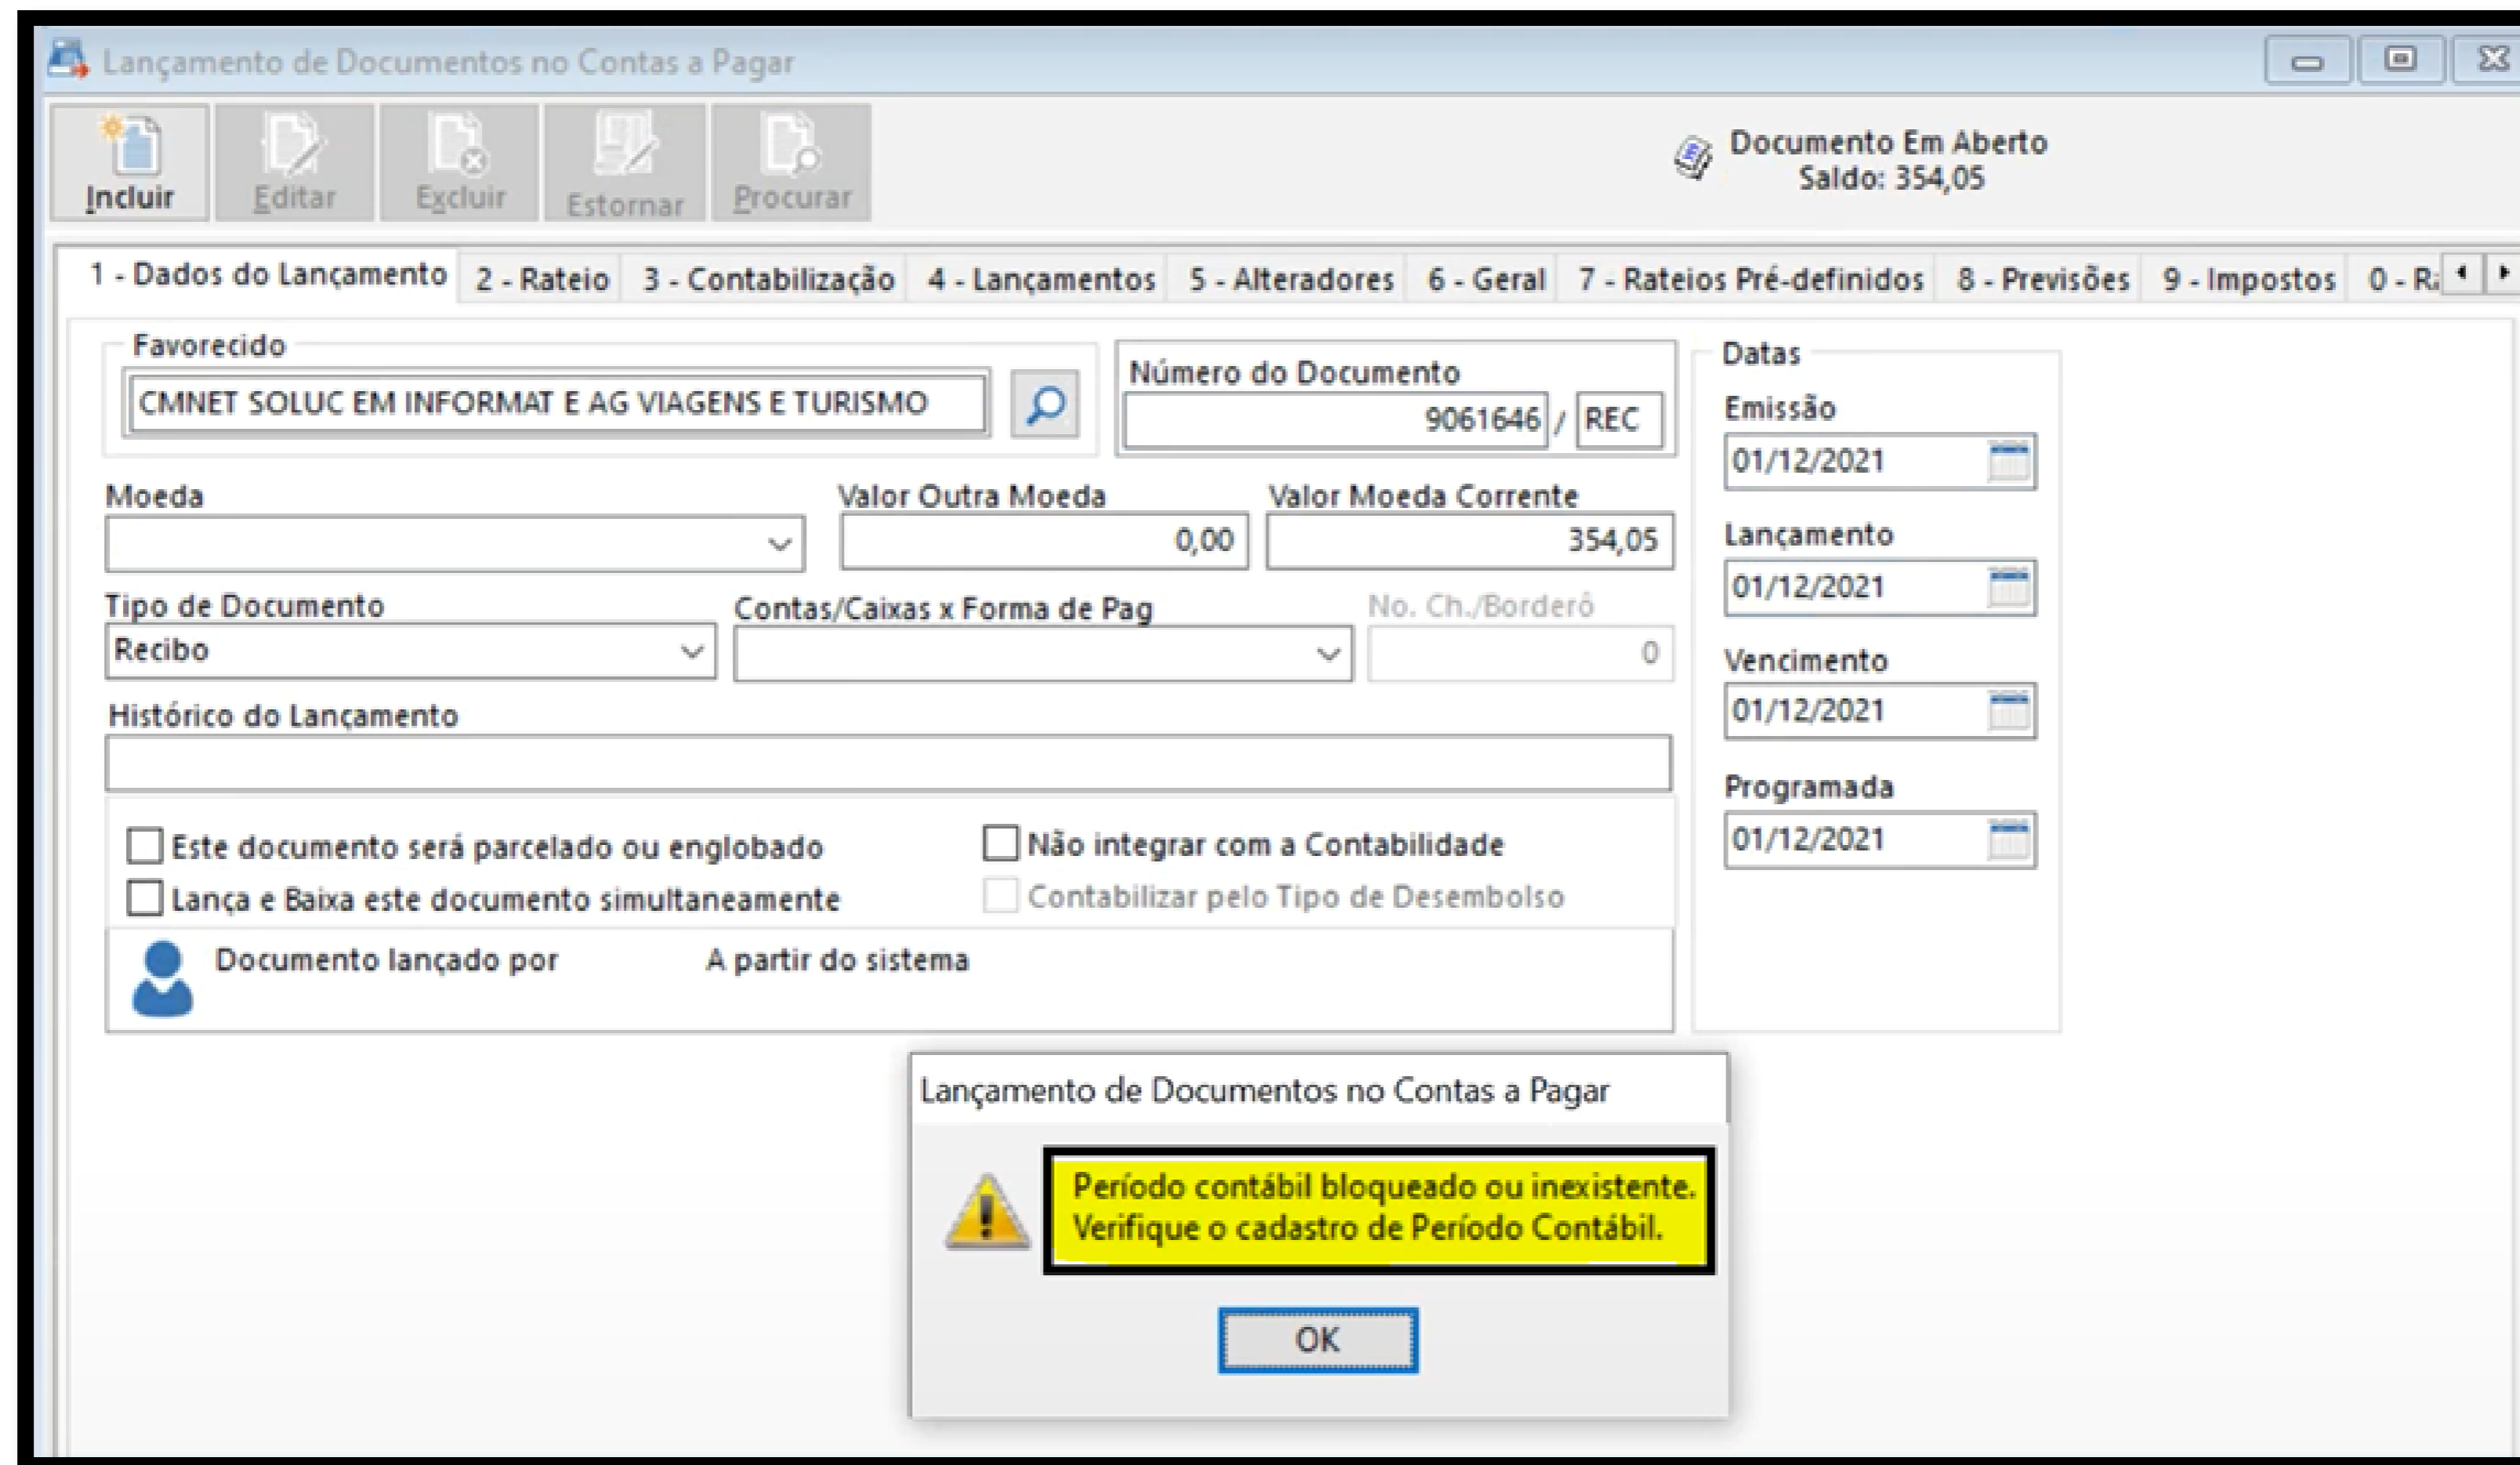 Lançamento de Documentos no Contas a Pagar
Incluir
Editar
Excluir
Estornar
Procurar
Documento Em Aberto
Saldo: 354,05
1 - Dados do Lançamento
2 - Rateio
3 - Contabilização
4 - Lançamentos
5 - Alteradores
6 - Geral
7 - Rateios Pré-definidos
8 - Previsões
9 - Impostos
0 - Ra
Favorecido
CMNET SOLUC EM INFORMAT E AG VIAGENS E TURISMO
Número do Documento
9061646 / REC
Moeda
Valor Outra Moeda
0,00
Valor Moeda Corrente
354,05
Tipo de Documento
Recibo
Contas/Caixas x Forma de Pag
No. Ch./Borderô
0
Histórico do Lançamento
Este documento será parcelado ou englobado
Não integrar com a Contabilidade
Lança e Baixa este documento simultaneamente
Contabilizar pelo Tipo de Desembolso
Documento lançado por
A partir do sistema
Datas
Emissão
01/12/2021
Lançamento
01/12/2021
Vencimento
01/12/2021
Programada
01/12/2021
Lançamento de Documentos no Contas a Pagar
Período contábil bloqueado ou inexistente.
Verifique o cadastro de Período Contábil.
OK